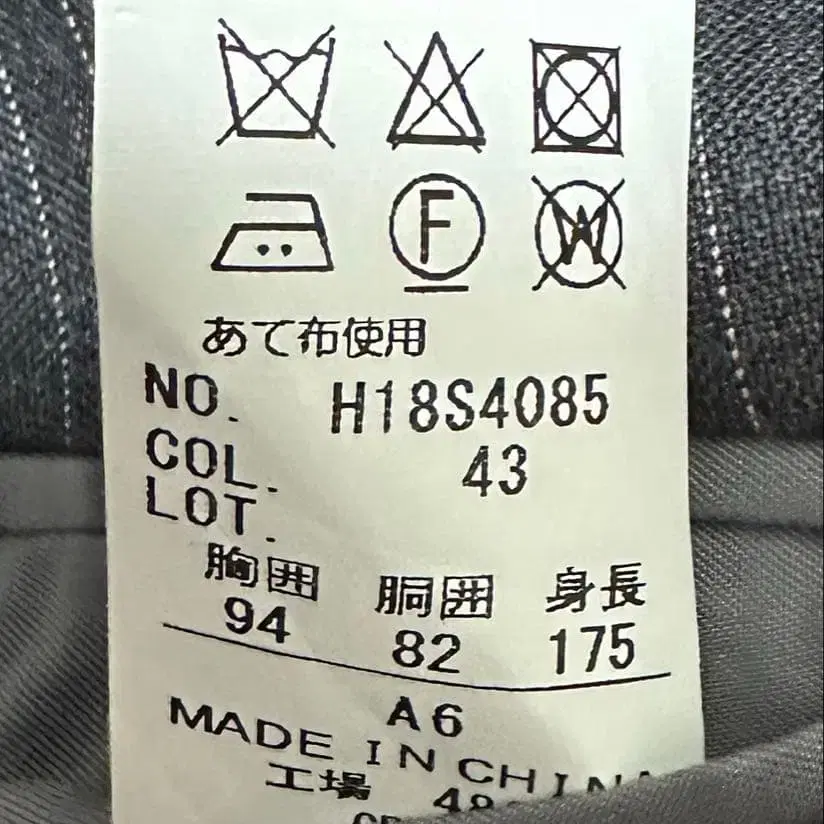 F
W
あて布使用
NO. H18S4085
COL. 43
LOT.
胸囲 胴囲 身長
94 82 175
A6
MADE IN CHINA
工場